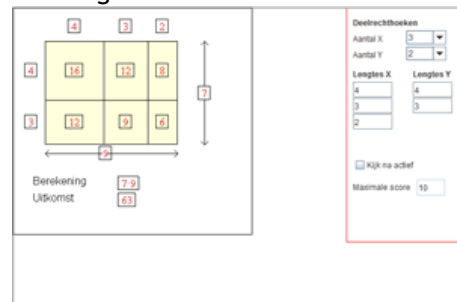 4 3 2
4 16 12 8
7
3 12 9 6
9
Berekening 7·9
Uitkomst 63
Deelrechthoeken
Aantal X 3
Aantal Y 2
Lengtes X Lengtes Y
4 4
3 3
2
Kijk na actief
Maximale score 10